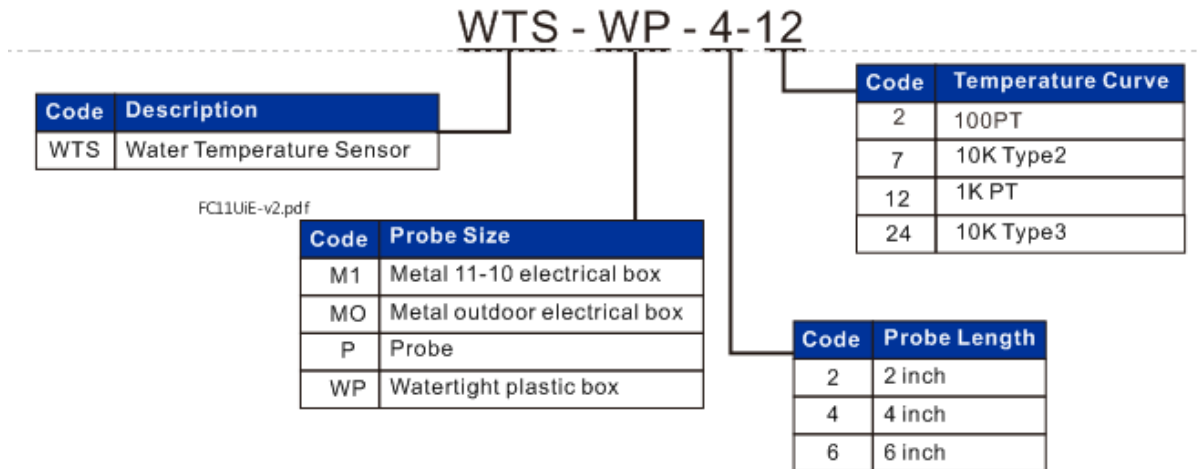 WTS - WP - 4-12
Code Description
WTS Water Temperature Sensor
FC11UiE-v2.pdf
Code Probe Size
M1 Metal 11-10 electrical box
MO Metal outdoor electrical box
P Probe
WP Watertight plastic box
Code Temperature Curve
2 100PT
7 10K Type2
12 1K PT
24 10K Type3
Code Probe Length
2 2 inch
4 4 inch
6 6 inch